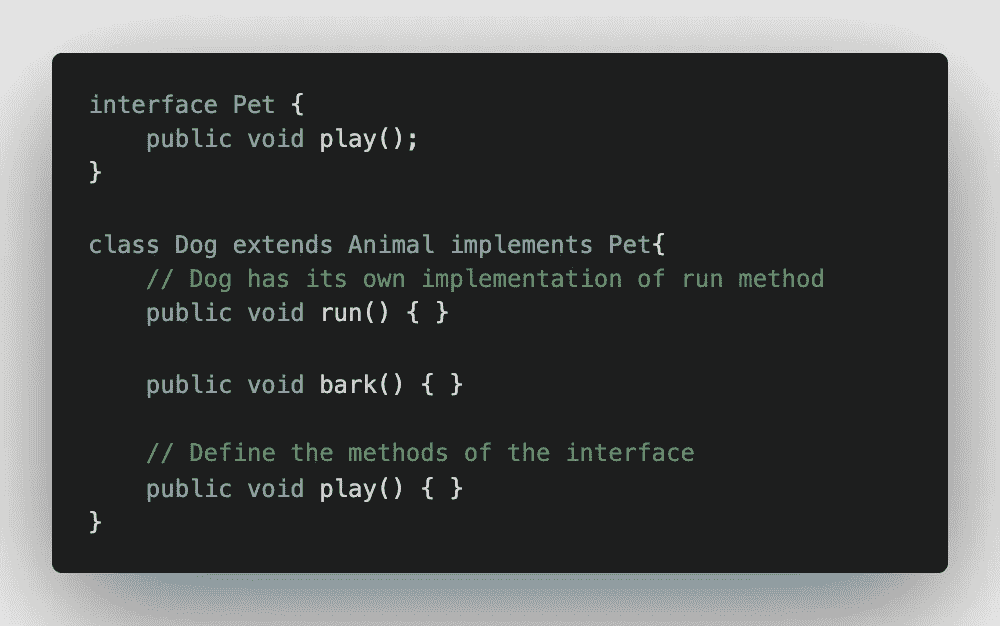 interface Pet {
    public void play();
}
class Dog extends Animal implements Pet{
    // Dog has its own implementation of run method
    public void run() { }
    public void bark() { }
    // Define the methods of the interface
    public void play() { }
}